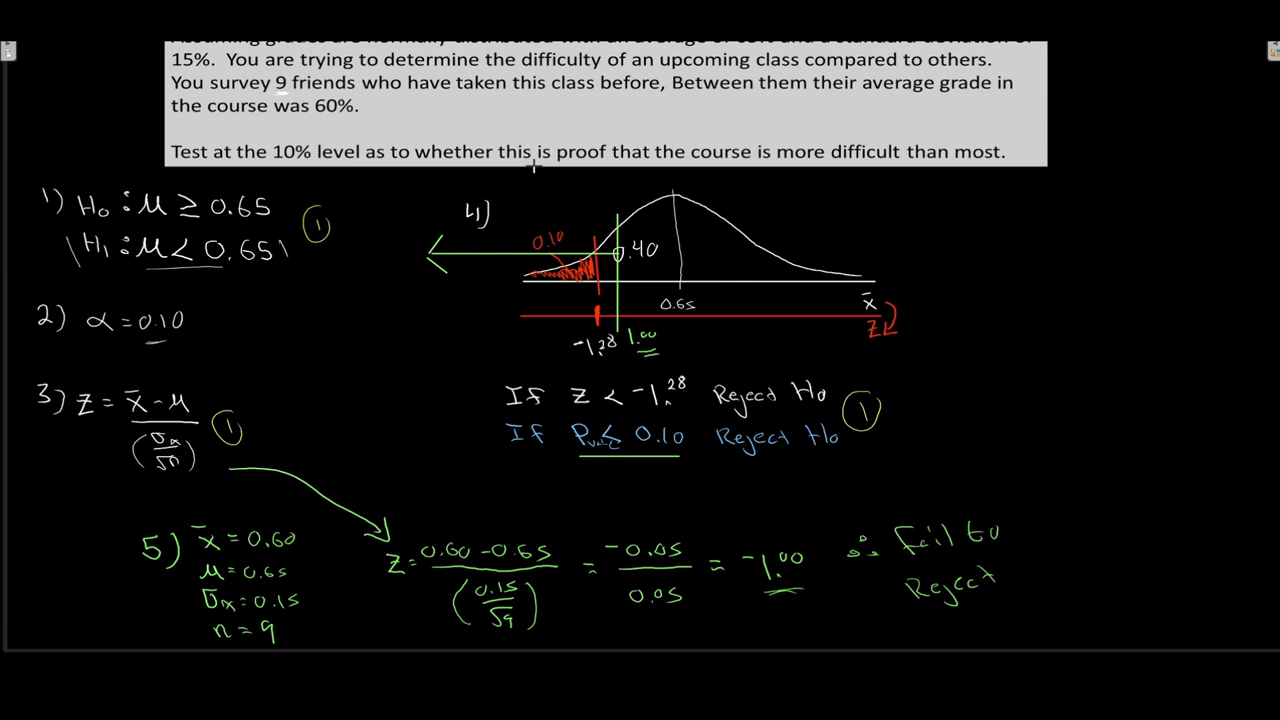 15%. You are trying to determine the difficulty of an upcoming class compared to others.
You survey 9 friends who have taken this class before, Between them their average grade in
the course was 60%.
Test at the 10% level as to whether this is proof that the course is more difficult than most.
1) H₀ : μ ≥ 0.65
H₁ : μ < 0.65
1
2) α = 0.10
3) z = x̄ - μ
(σx/√n)
1
4)
0.10
0.40
0.65
x̄
z
-1.28
1.00
If z < -1.28 Reject H₀
If Pvalue ≤ 0.10 Reject H₀
1
5) x̄ = 0.60
μ = 0.65
σx = 0.15
n = 9
z = 0.60 - 0.65 = -0.05 = -1.00 ∴ Fail to
(0.15/√9) 0.05 Reject